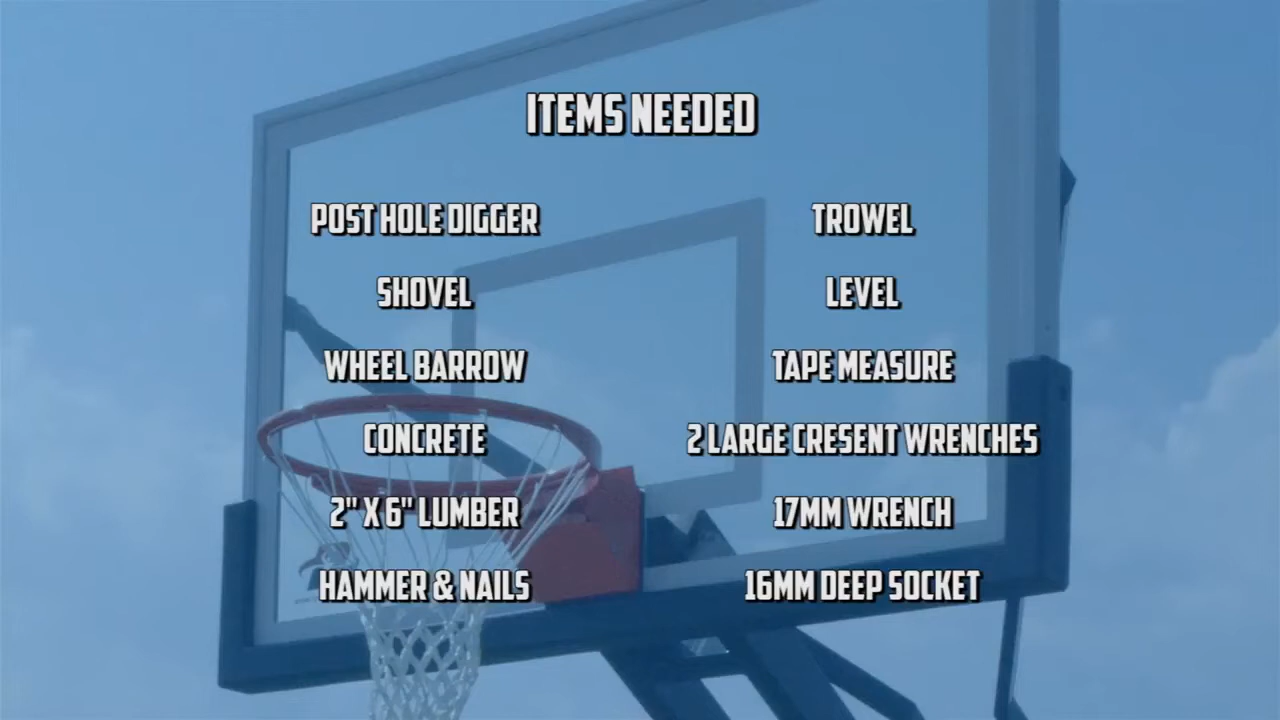 ITEMS NEEDED
POST HOLE DIGGER
SHOVEL
WHEEL BARROW
CONCRETE
2" X 6" LUMBER
HAMMER & NAILS
TROWEL
LEVEL
TAPE MEASURE
2 LARGE CRESENT WRENCHES
17MM WRENCH
16MM DEEP SOCKET